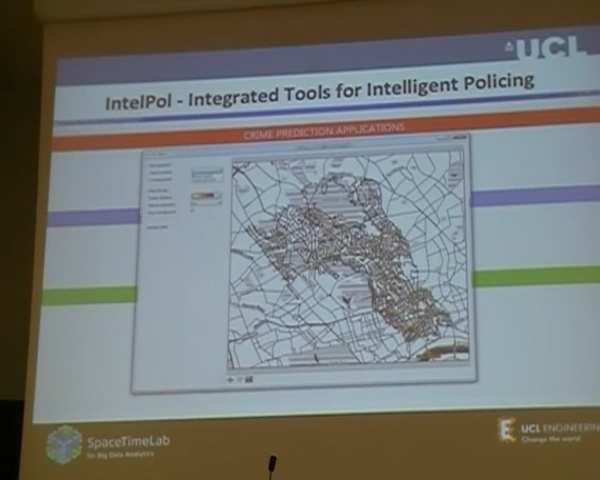 UCL
IntelPol - Integrated Tools for Intelligent Policing
CRIME PREDICTION APPLICATIONS
SpaceTimeLab
for Big Data Analytics
UCL ENGINEERIN
Change the world